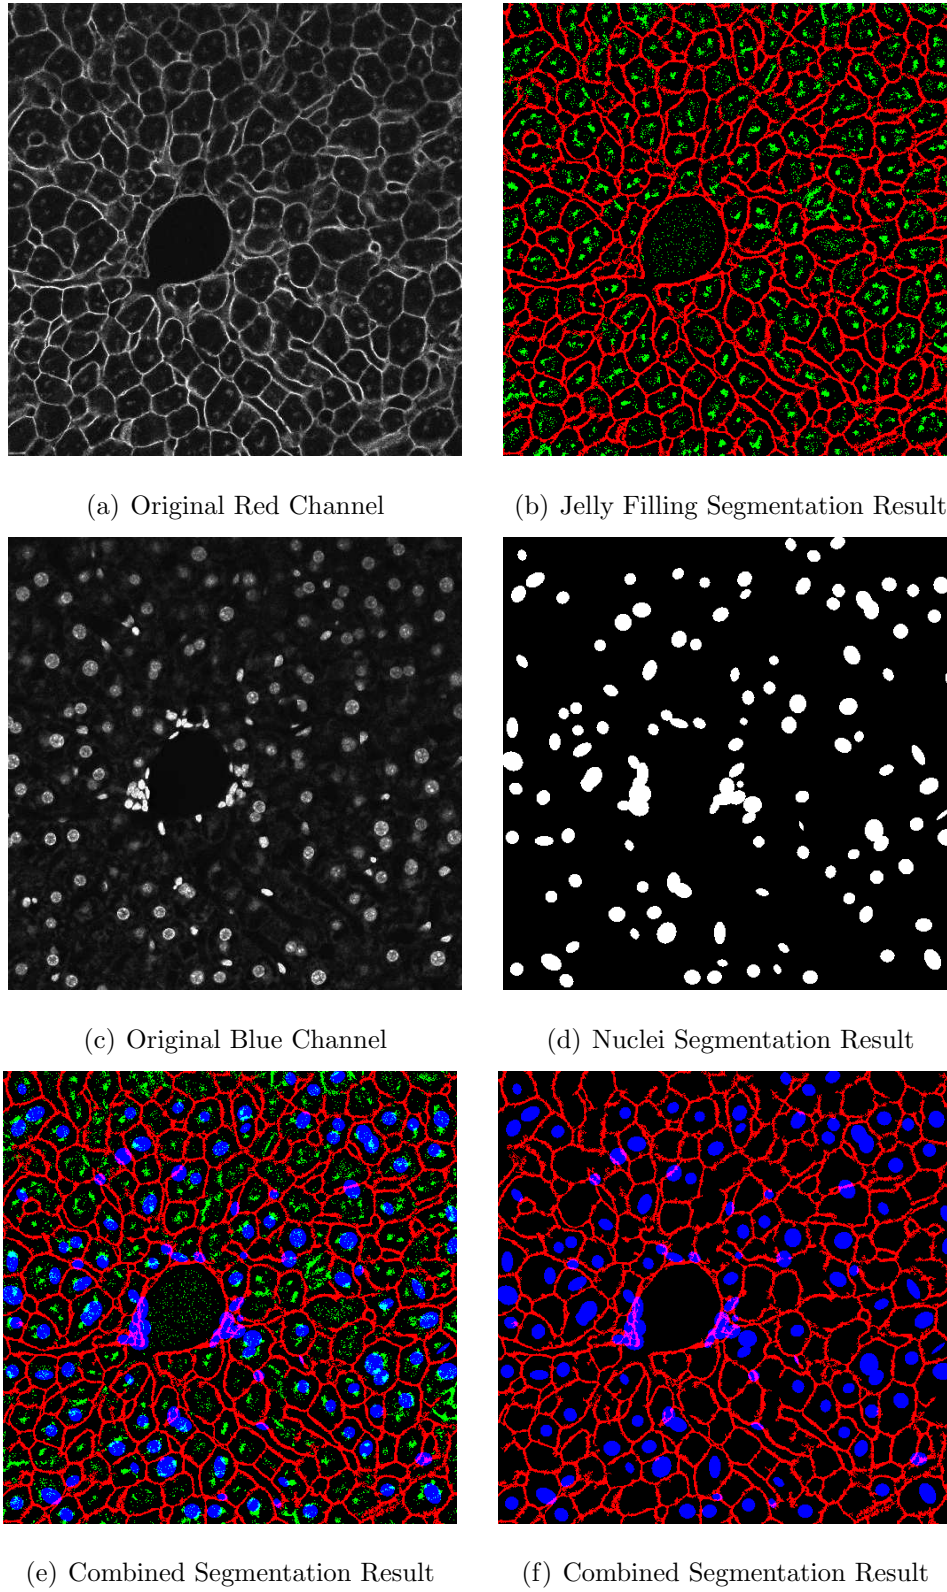 (a) Original Red Channel
(b) Jelly Filling Segmentation Result
(c) Original Blue Channel
(d) Nuclei Segmentation Result
(e) Combined Segmentation Result
(f) Combined Segmentation Result